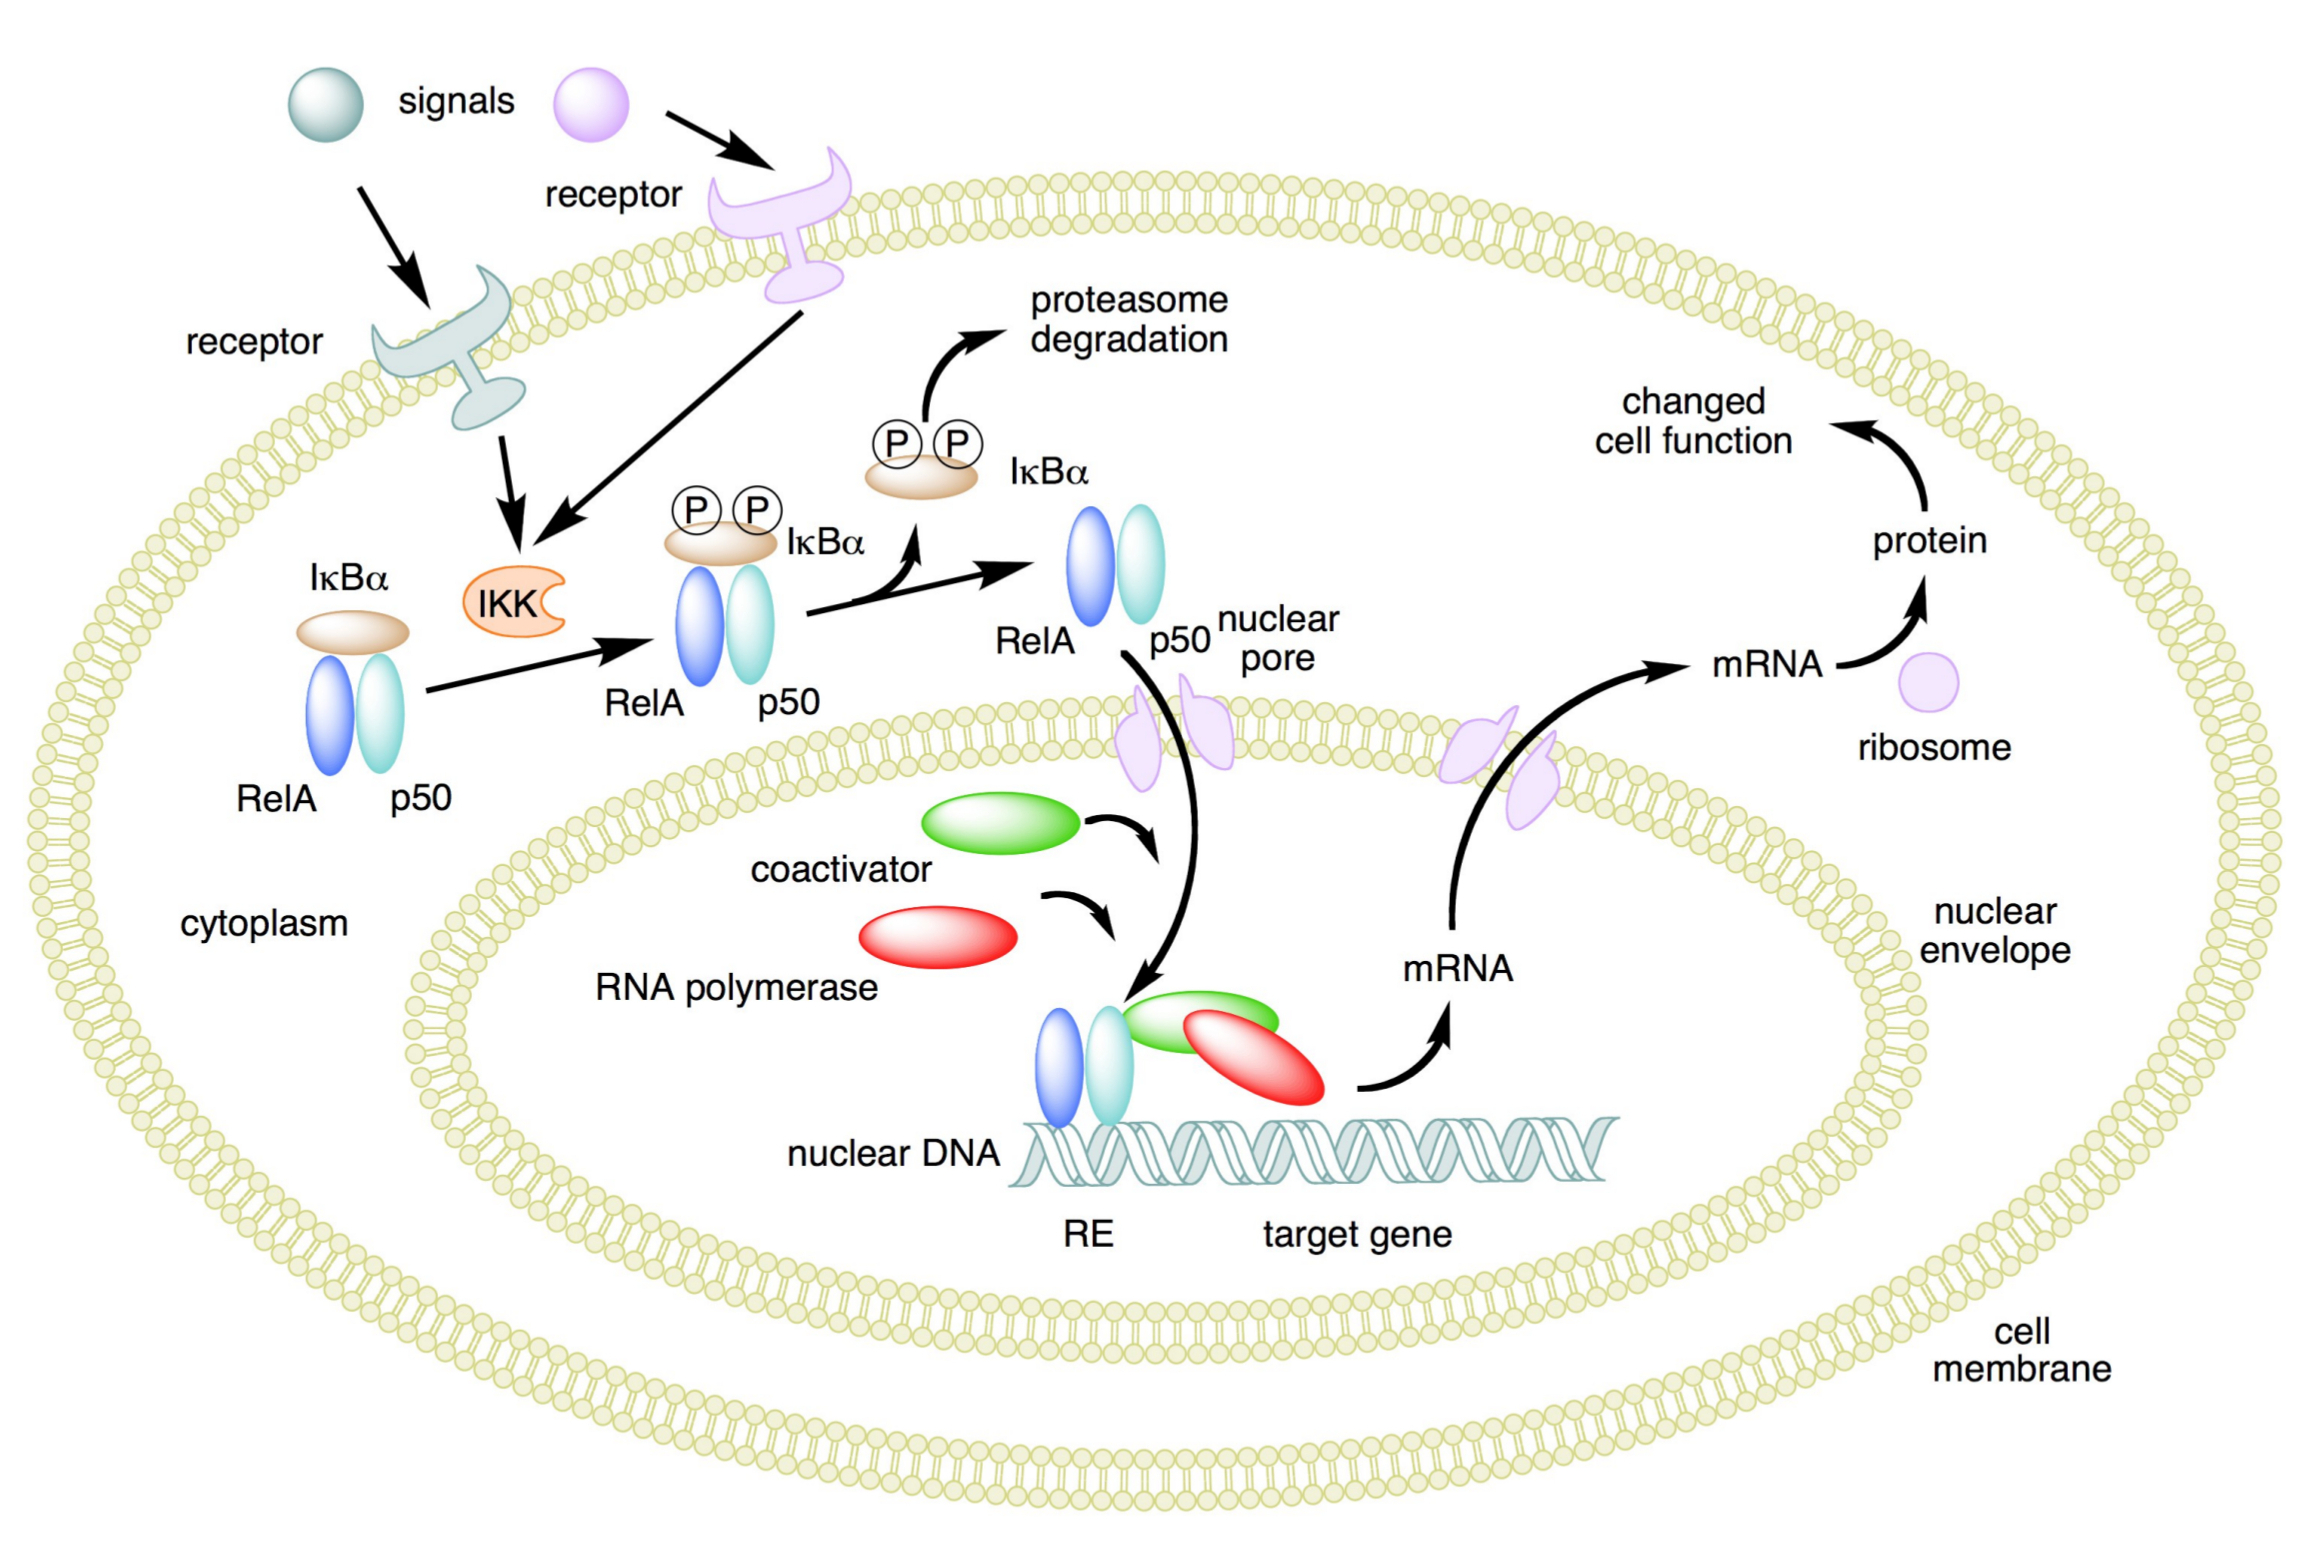 signals
receptor
receptor
proteasome
degradation
changed
cell function
P P
IκBα
P P
IκBα
protein
IκBα
IKK
RelA
p50
nuclear
pore
RelA
p50
mRNA
ribosome
RelA
p50
coactivator
cytoplasm
nuclear
envelope
RNA polymerase
mRNA
nuclear DNA
RE
target gene
cell
membrane